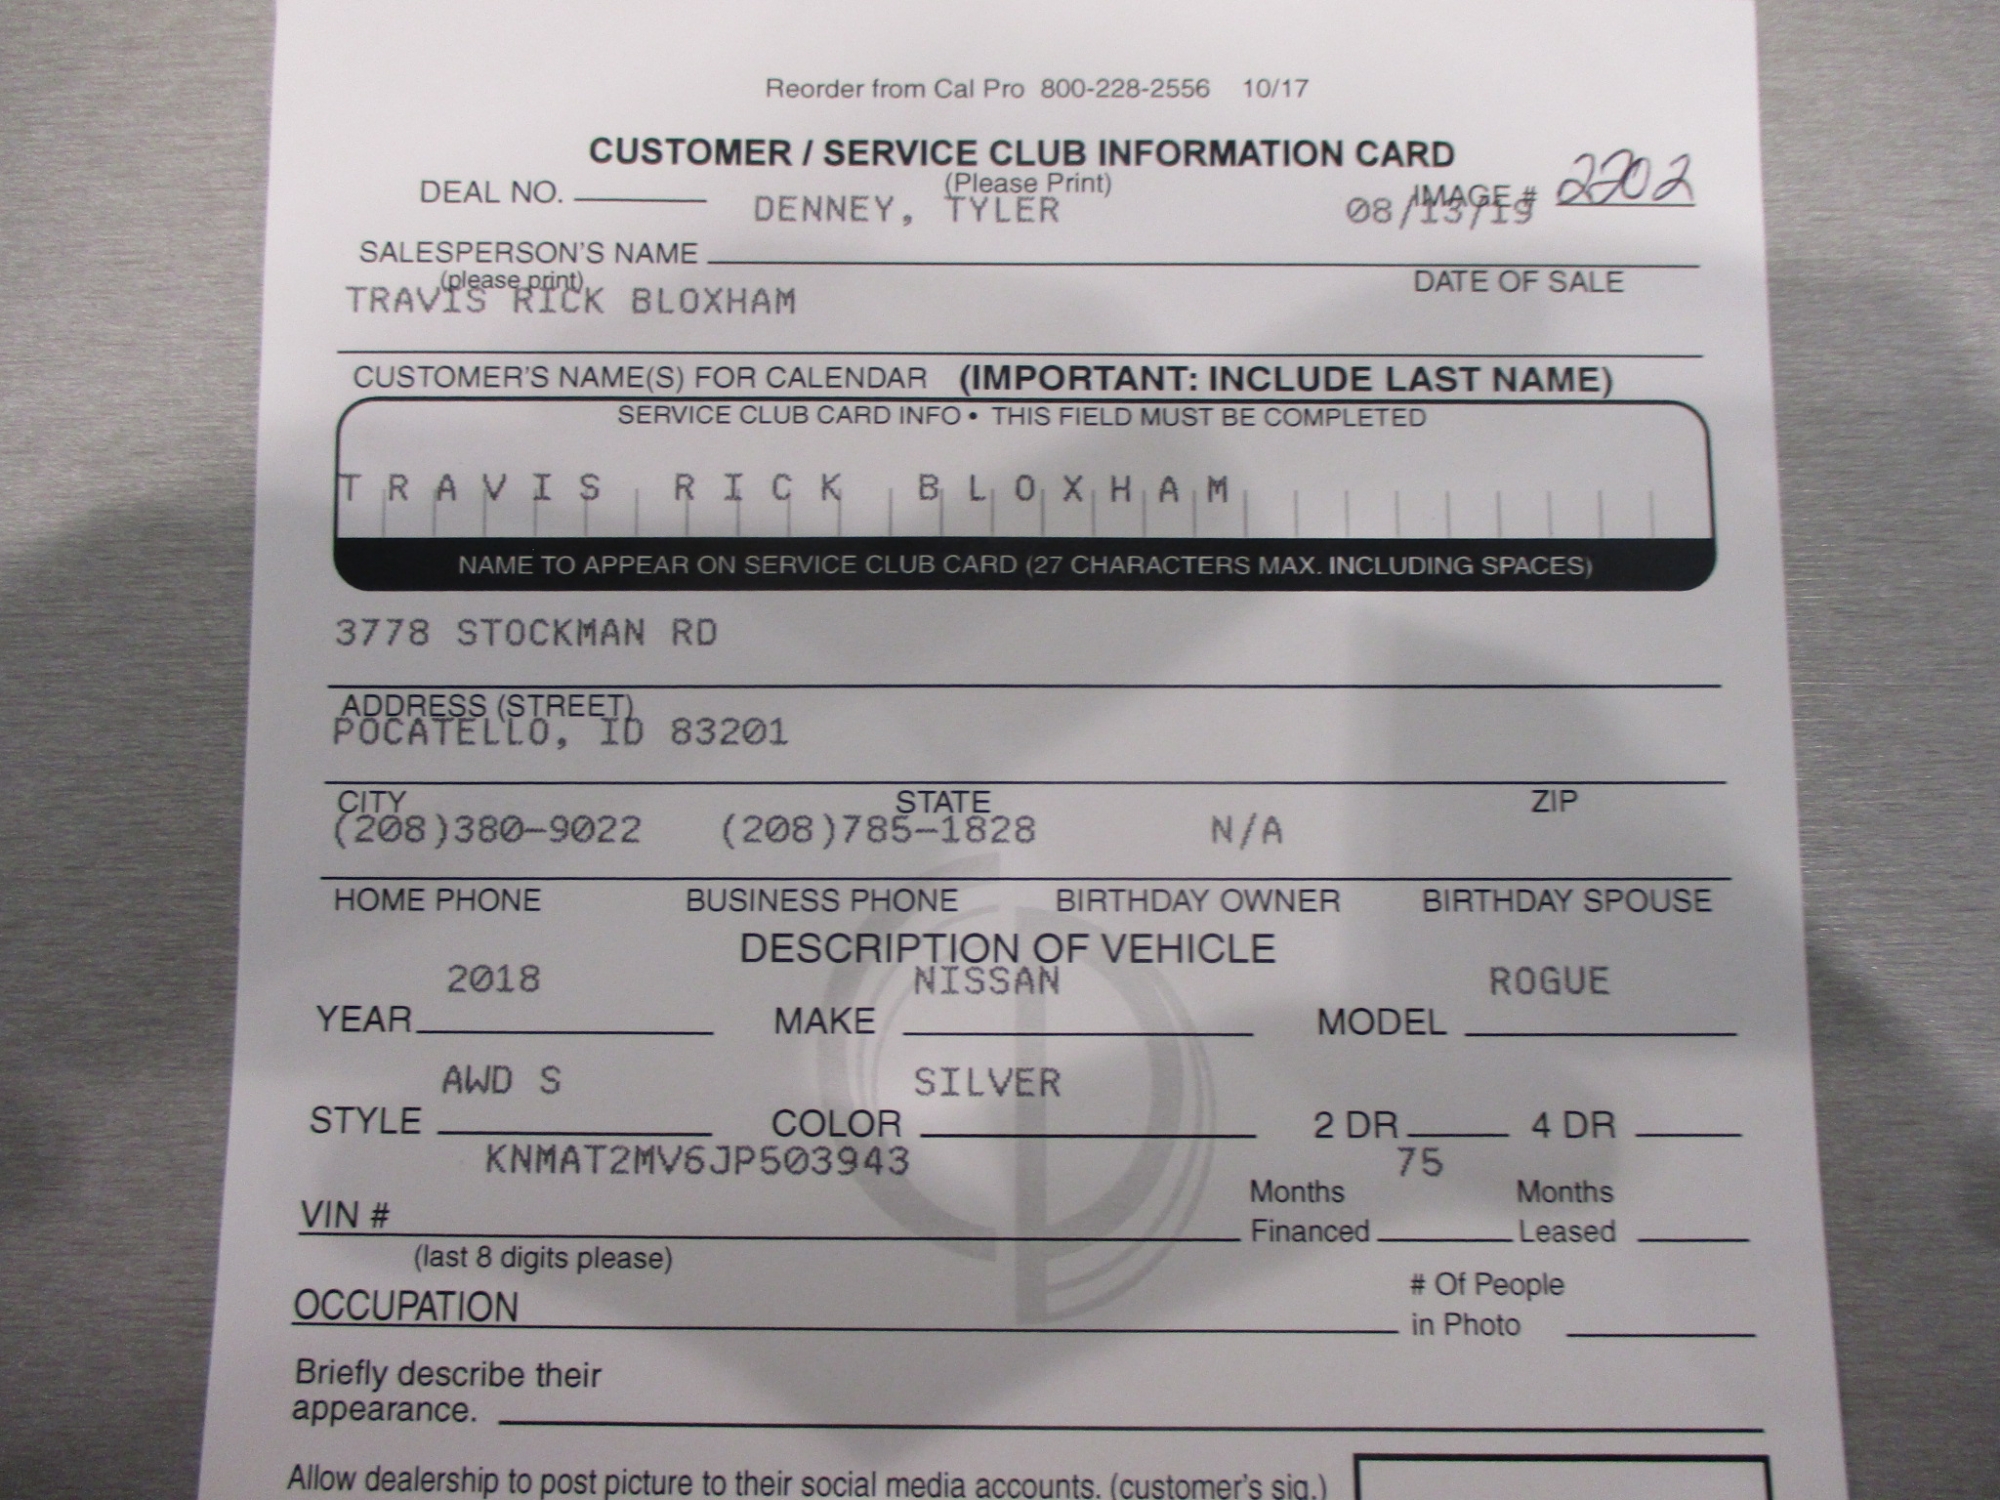 Reorder from Cal Pro 800-228-2556 10/17
CUSTOMER / SERVICE CLUB INFORMATION CARD
(Please Print)
DEAL NO. IMAGE # 2202
DENNEY, TYLER 08/13/19
SALESPERSON'S NAME
(please print) DATE OF SALE
TRAVIS RICK BLOXHAM
CUSTOMER'S NAME(S) FOR CALENDAR (IMPORTANT: INCLUDE LAST NAME)
SERVICE CLUB CARD INFO • THIS FIELD MUST BE COMPLETED
TRAVIS RICK BLOXHAM
NAME TO APPEAR ON SERVICE CLUB CARD (27 CHARACTERS MAX. INCLUDING SPACES)
3778 STOCKMAN RD
ADDRESS (STREET)
POCATELLO, ID 83201
CITY STATE ZIP
(208)380-9022 (208)785-1828 N/A
HOME PHONE BUSINESS PHONE BIRTHDAY OWNER BIRTHDAY SPOUSE
DESCRIPTION OF VEHICLE
2018 NISSAN ROGUE
YEAR MAKE MODEL
AWD S SILVER
STYLE COLOR 2 DR 4 DR
KNMAT2MV6JP503943 75
VIN # Months Financed Months Leased
(last 8 digits please)
OCCUPATION # Of People in Photo
Briefly describe their
appearance.
Allow dealership to post picture to their social media accounts. (customer's sig.)